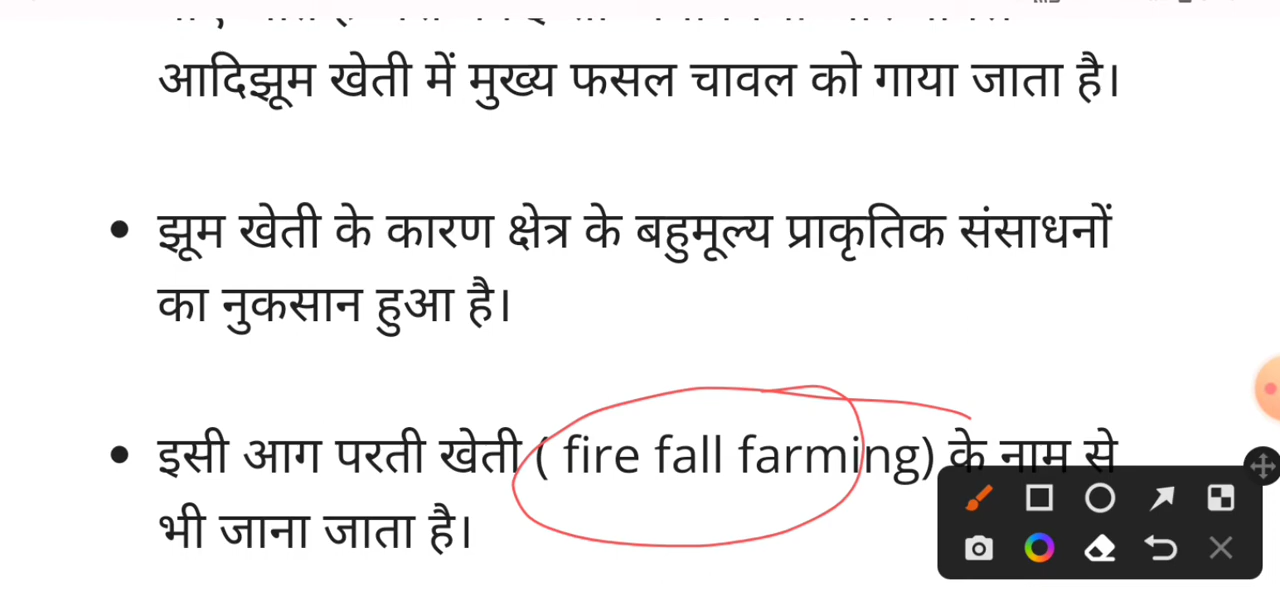 आदिझूम खेती में मुख्य फसल चावल को गाया जाता है।
झूम खेती के कारण क्षेत्र के बहुमूल्य प्राकृतिक संसाधनों
का नुकसान हुआ है।
इसी आग परती खेती ( fire fall farming) के नाम से
भी जाना जाता है।